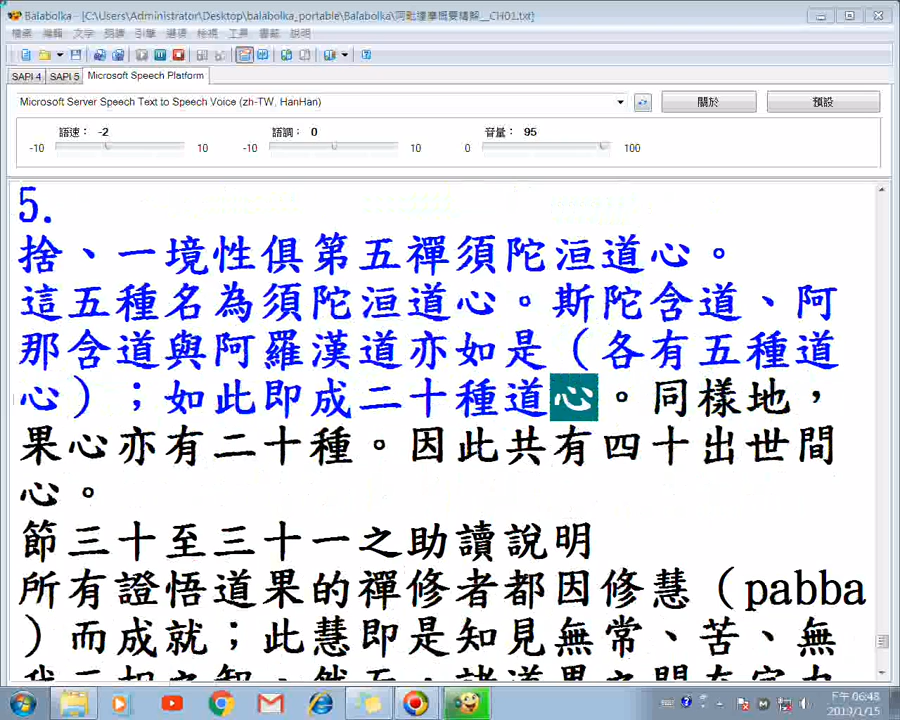 Balabolka - [C:\Users\Administrator\Desktop\balabolka_portable\Balabolka\阿毗達摩概要精解__CH01.txt]
檔案 編輯 文字 朗讀 引擎 選項 檢視 工具 書籤 說明
SAPI 4 SAPI 5 Microsoft Speech Platform
Microsoft Server Speech Text to Speech Voice (zh-TW, HanHan) 關於 預設
語速： -2 語調： 0 音量： 95
-10 10 -10 10 0 100
5.
捨、一境性俱第五禪須陀洹道心。
這五種名為須陀洹道心。斯陀含道、阿
那含道與阿羅漢道亦如是（各有五種道
心）；如此即成二十種道心。同樣地，
果心亦有二十種。因此共有四十出世間
心。
節三十至三十一之助讀說明
所有證悟道果的禪修者都因修慧（pabba
）而成就；此慧即是知見無常、苦、無
下午 06:48
2019/1/15